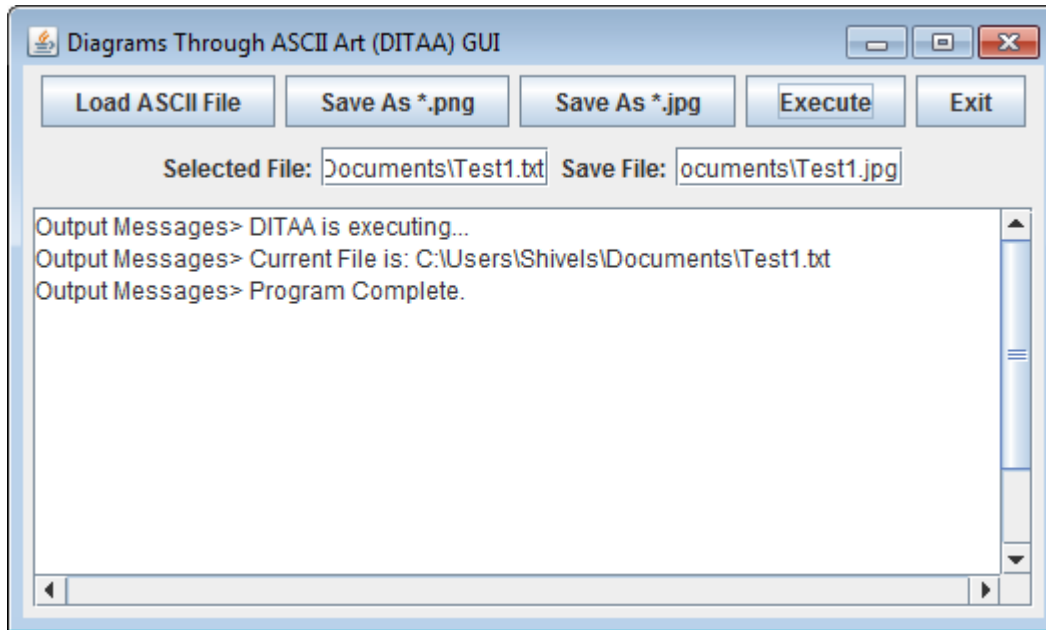 Diagrams Through ASCII Art (DITAA) GUI
Load ASCII File Save As *.png Save As *.jpg Execute Exit
Selected File: Documents\Test1.txt Save File: ocuments\Test1.jpg
Output Messages> DITAA is executing...
Output Messages> Current File is: C:\Users\Shivels\Documents\Test1.txt
Output Messages> Program Complete.